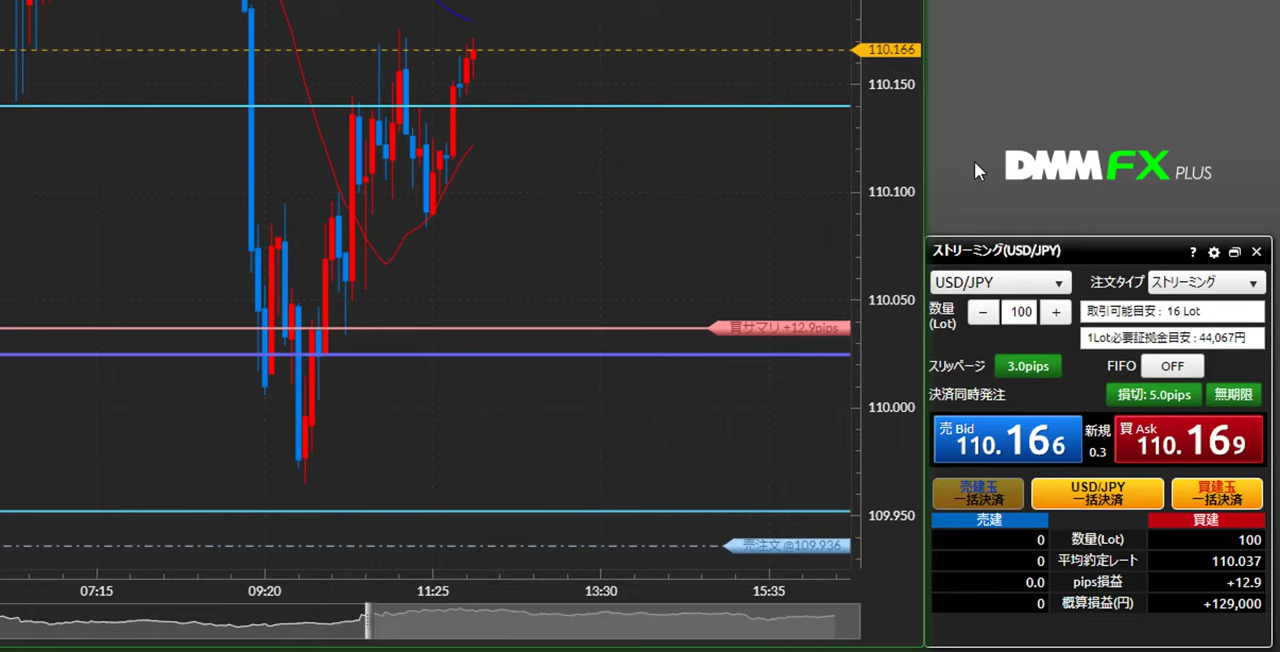 110.166
110.150
110.100
110.050
110.000
109.950
買サマリ +12.9pips
売注文 @109.936
07:15
09:20
11:25
13:30
15:35
DMM FX PLUS
ストリーミング(USD/JPY)
?
USD/JPY
注文タイプ ストリーミング
数量(Lot) − 100 +
取引可能目安 : 16 Lot
1Lot必要証拠金目安 : 44,067円
スリッページ 3.0pips FIFO OFF
決済同時発注 損切: 5.0pips 無期限
売 Bid 110.166 新規 0.3 買 Ask 110.169
売建玉 一括決済
USD/JPY 一括決済
買建玉 一括決済
売建 買建
0 数量(Lot) 100
0 平均約定レート 110.037
0.0 pips損益 +12.9
0 概算損益(円) +129,000